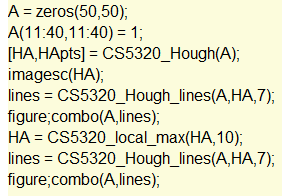 A = zeros(50,50);
A(11:40,11:40) = 1;
[HA,HApts] = CS5320_Hough(A);
imagesc(HA);
lines = CS5320_Hough_lines(A,HA,7);
figure;combo(A,lines);
HA = CS5320_local_max(HA,10);
lines = CS5320_Hough_lines(A,HA,7);
figure;combo(A,lines);